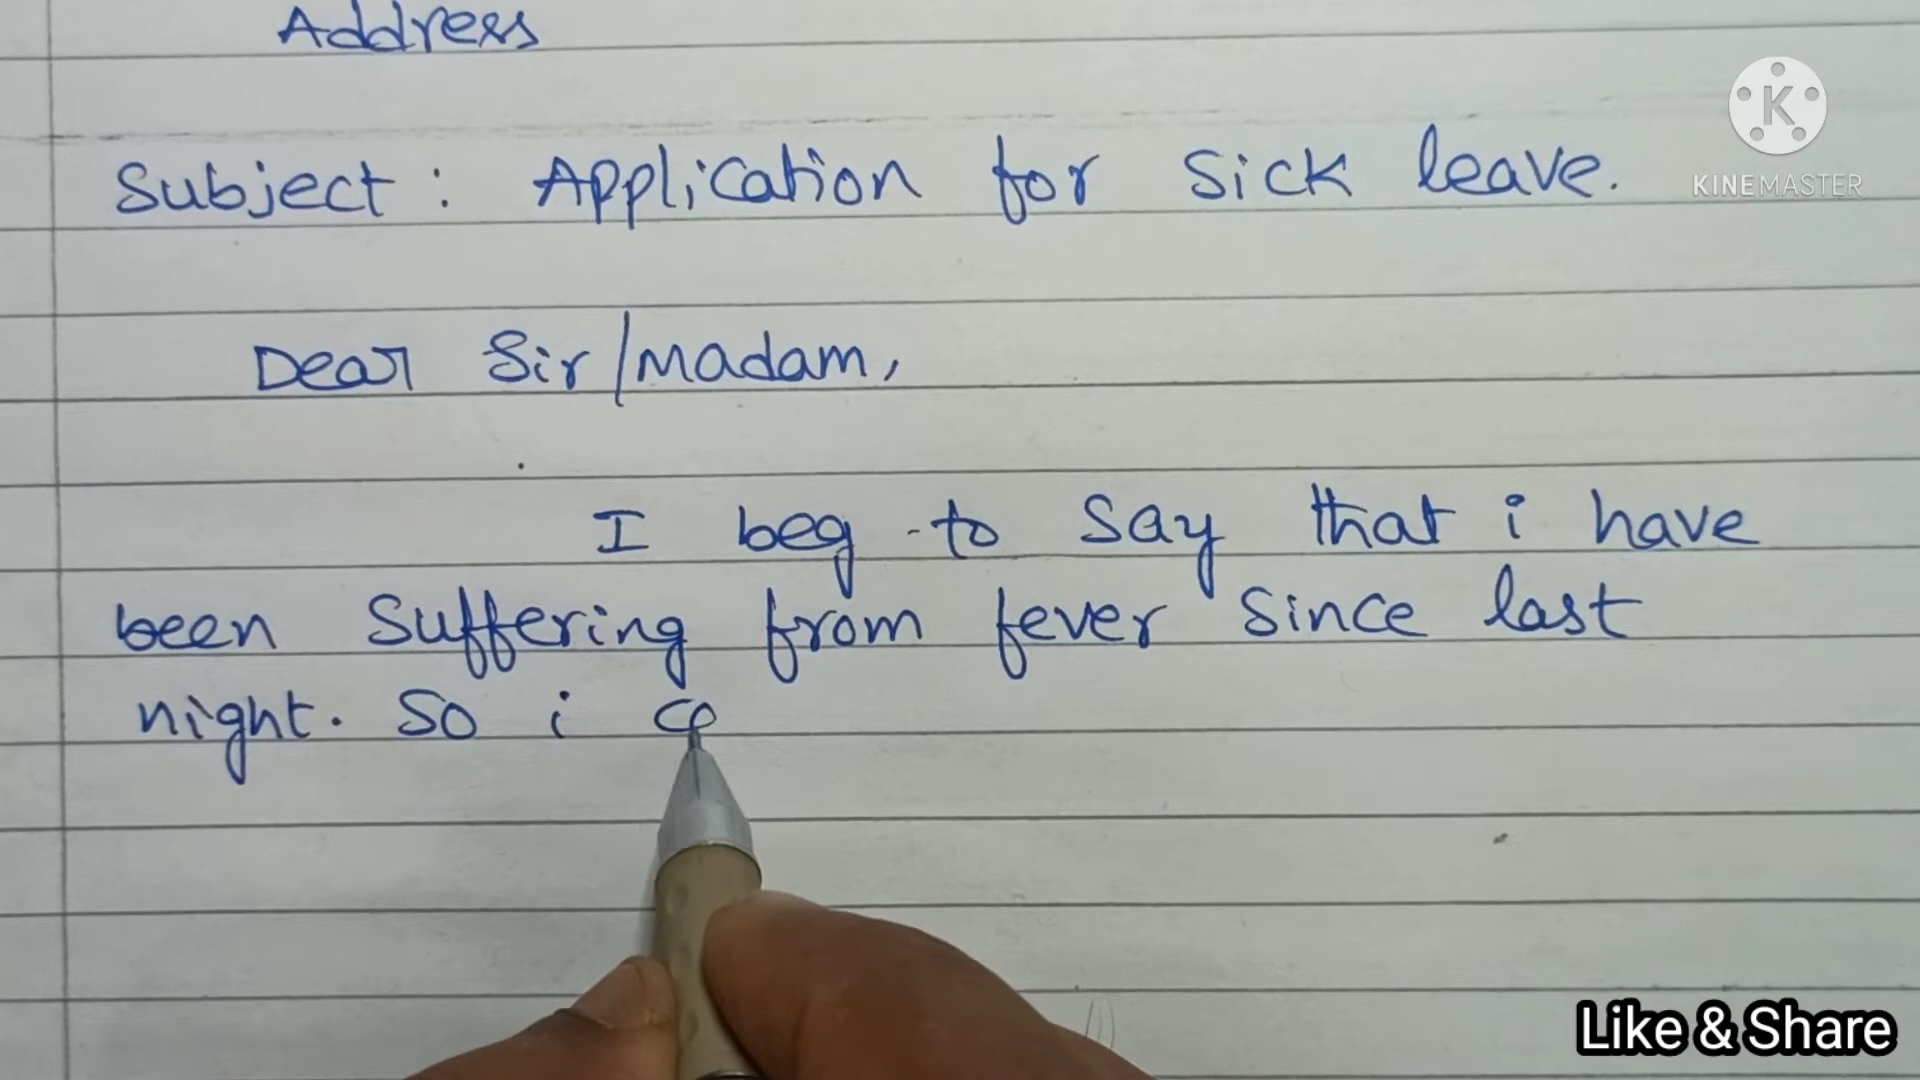 Address
Subject : Application for Sick leave.
KINEMASTER
Dear Sir/Madam,
I beg to say that i have
been suffering from fever since last
night. So i
Like & Share